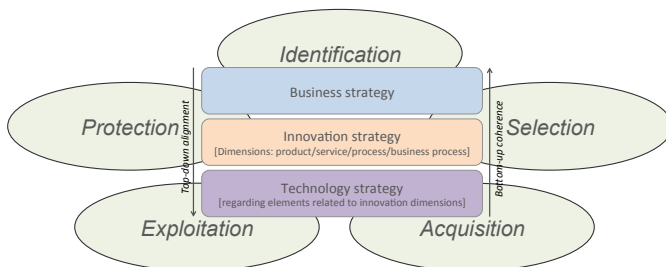 Identification
Business strategy
Protection
Innovation strategy
[Dimensions: product/service/process/business process]
Selection
Technology strategy
[regarding elements related to innovation dimensions]
Exploitation
Acquisition
Top-down alignment
Bottom-up coherence